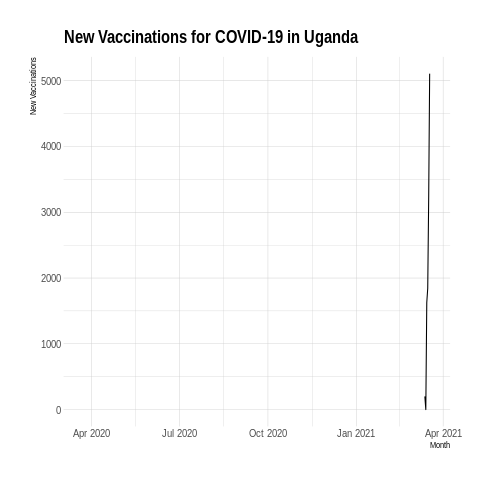 New Vaccinations for COVID-19 in Uganda
New Vaccinations
5000
4000
3000
2000
1000
0
Apr 2020 Jul 2020 Oct 2020 Jan 2021 Apr 2021
Month